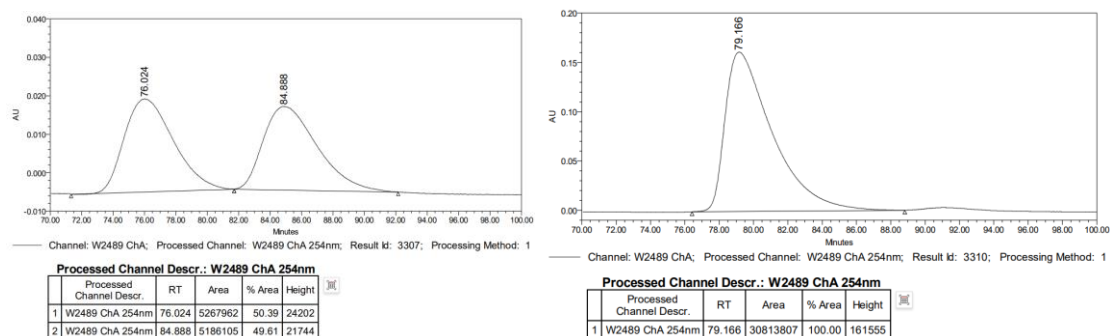 0.040
0.030
0.020
0.010
0.000
-0.010
AU
76.024
84.888
70.00 72.00 74.00 76.00 78.00 80.00 82.00 84.00 86.00 88.00 90.00 92.00 94.00 96.00 98.00 100.00
Minutes
Channel: W2489 ChA; Processed Channel: W2489 ChA 254nm; Result Id: 3307; Processing Method: 1
Processed Channel Descr.: W2489 ChA 254nm
Processed Channel Descr. RT Area % Area Height
1 W2489 ChA 254nm 76.024 5267962 50.39 24202
2 W2489 ChA 254nm 84.888 5186105 49.61 21744
0.20
0.15
0.10
0.05
0.00
AU
79.166
70.00 72.00 74.00 76.00 78.00 80.00 82.00 84.00 86.00 88.00 90.00 92.00 94.00 96.00 98.00 100.00
Minutes
Channel: W2489 ChA; Processed Channel: W2489 ChA 254nm; Result Id: 3310; Processing Method: 1
Processed Channel Descr.: W2489 ChA 254nm
Processed Channel Descr. RT Area % Area Height
1 W2489 ChA 254nm 79.166 30813807 100.00 161555